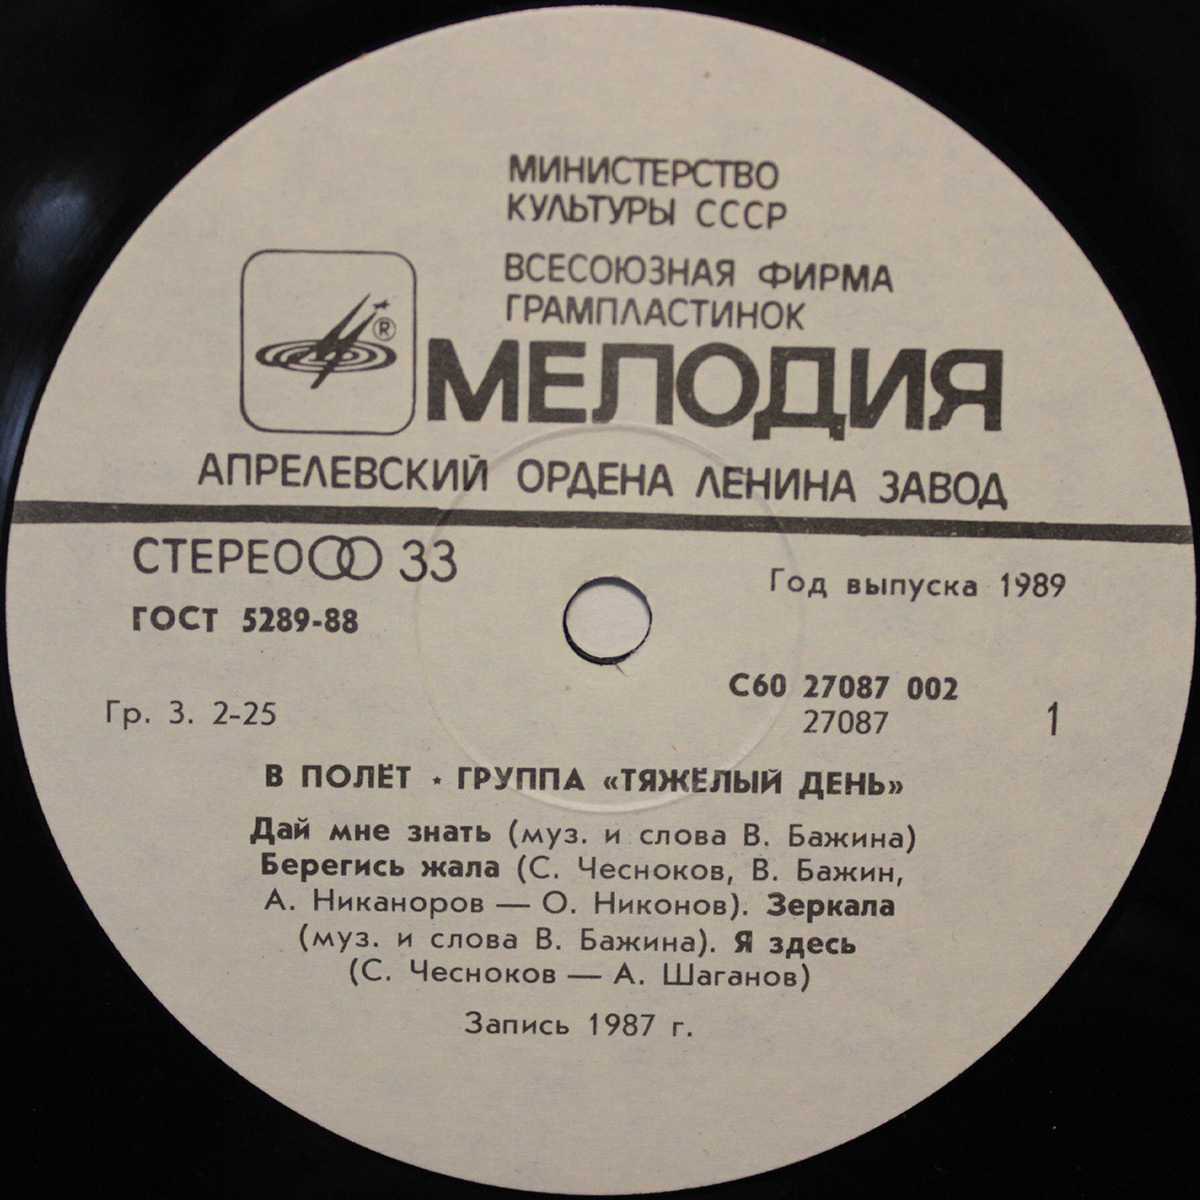 МИНИСТЕРСТВО
КУЛЬТУРЫ СССР
ВСЕСОЮЗНАЯ ФИРМА
ГРАМПЛАСТИНОК
®
МЕЛОДИЯ
АПРЕЛЕВСКИЙ ОРДЕНА ЛЕНИНА ЗАВОД
СТЕРЕО 33
Год выпуска 1989
ГОСТ 5289-88
С60 27087 002
Гр. 3. 2-25
27087
1
В ПОЛЁТ ⋆ ГРУППА «ТЯЖЁЛЫЙ ДЕНЬ»
Дай мне знать (муз. и слова В. Бажина)
Берегись жала (С. Чесноков, В. Бажин,
А. Никаноров — О. Никонов). Зеркала
(муз. и слова В. Бажина). Я здесь
(С. Чесноков — А. Шаганов)
Запись 1987 г.